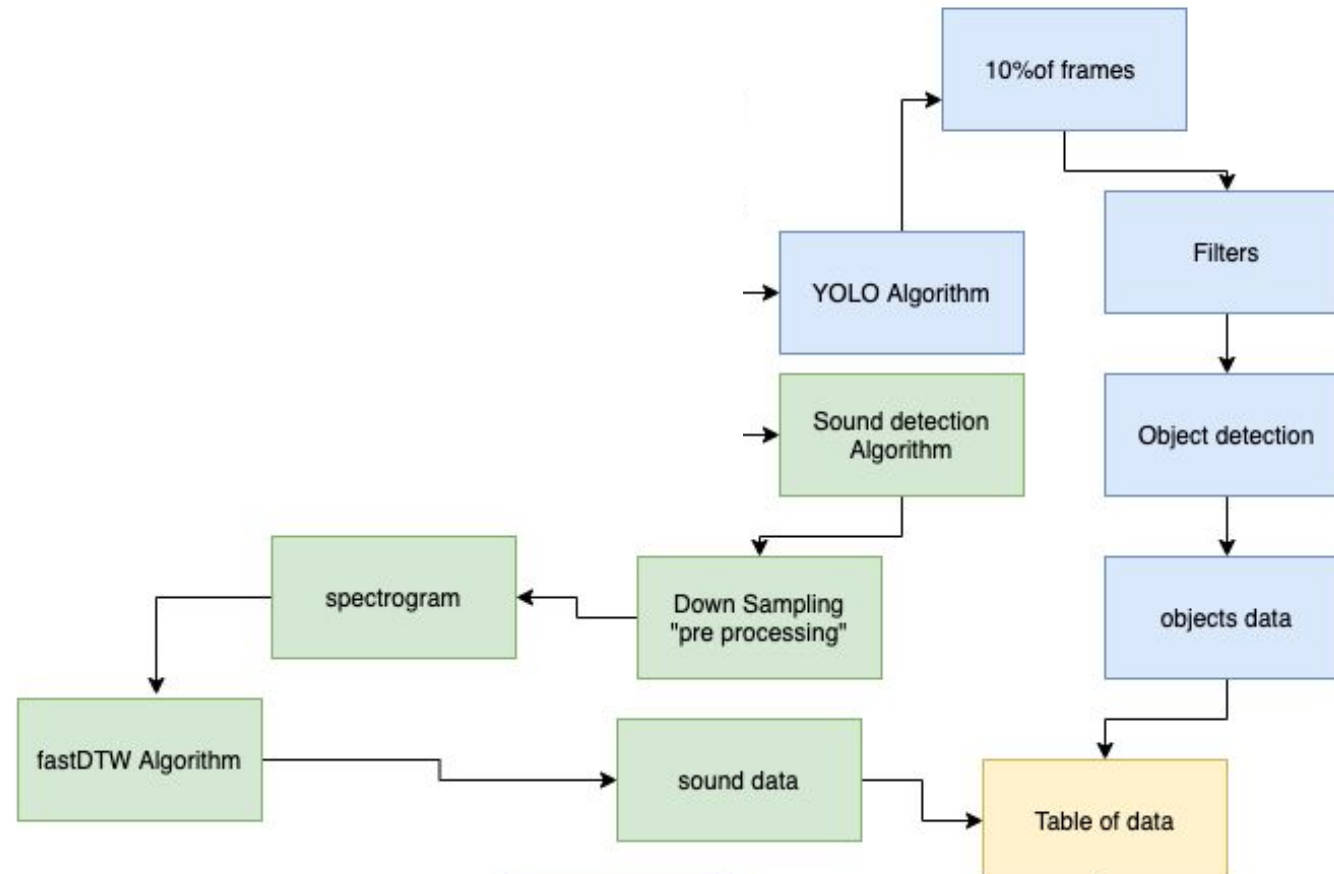 10%of frames
Filters
YOLO Algorithm
Sound detection
Algorithm
Object detection
spectrogram
Down Sampling
"pre processing"
objects data
fastDTW Algorithm
sound data
Table of data